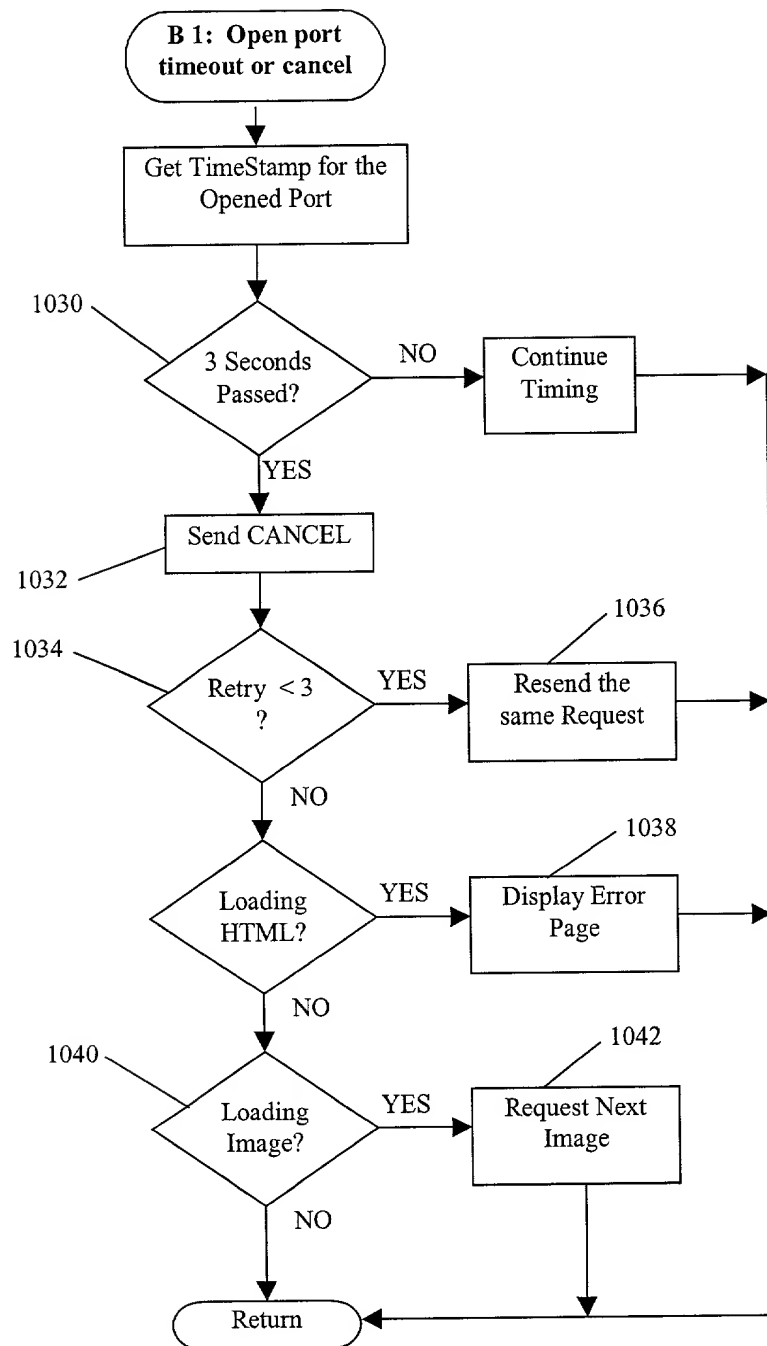 B 1: Open port
timeout or cancel
Get TimeStamp for the
Opened Port
1030
3 Seconds
Passed?
NO
Continue
Timing
YES
Send CANCEL
1032
1034
Retry < 3
?
YES
1036
Resend the
same Request
NO
Loading
HTML?
YES
1038
Display Error
Page
NO
1040
Loading
Image?
YES
1042
Request Next
Image
NO
Return